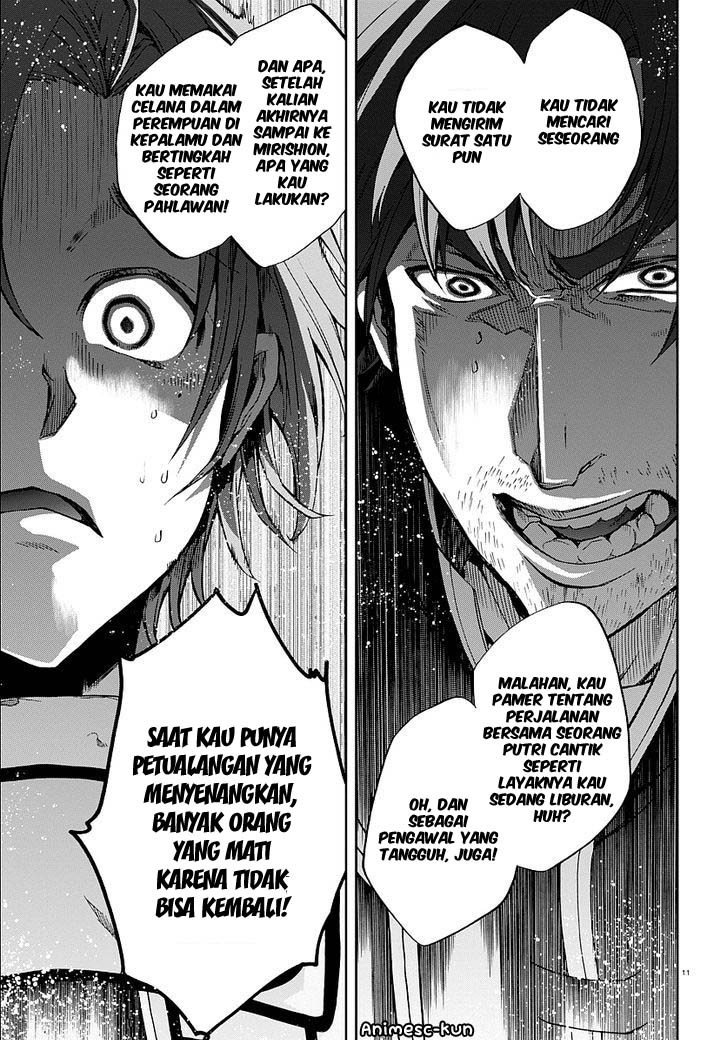 KAU TIDAK
MENCARI
SESEORANG
KAU TIDAK
MENGIRIM
SURAT SATU
PUN
MALAHAN, KAU
PAMER TENTANG
PERJALANAN
BERSAMA SEORANG
PUTRI CANTIK
SEPERTI
LAYAKNYA KAU
SEDANG LIBURAN,
HUH?
OH, DAN
SEBAGAI
PENGAWAL YANG
TANGGUH, JUGA!
DAN APA,
SETELAH
KALIAN
AKHIRNYA
SAMPAI KE
MIRISHION,
APA YANG
KAU
LAKUKAN?
KAU MEMAKAI
CELANA DALAM
PEREMPUAN DI
KEPALAMU DAN
BERTINGKAH
SEPERTI
SEORANG
PAHLAWAN!
SAAT KAU PUNYA
PETUALANGAN YANG
MENYENANGKAN,
BANYAK ORANG
YANG MATI
KARENA TIDAK
BISA KEMBALI!
11
Animesc-Kun